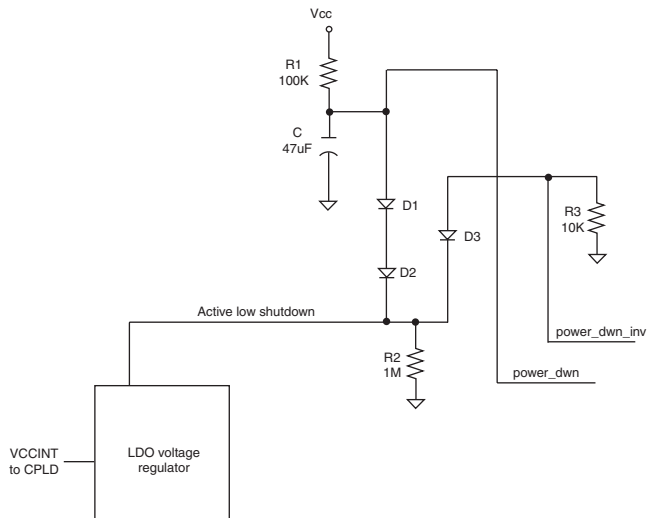 Vcc
R1
100K
C
47uF
D1
R3
10K
D3
D2
Active low shutdown
power_dwn_inv
R2
1M
power_dwn
VCCINT
to CPLD
LDO voltage
regulator